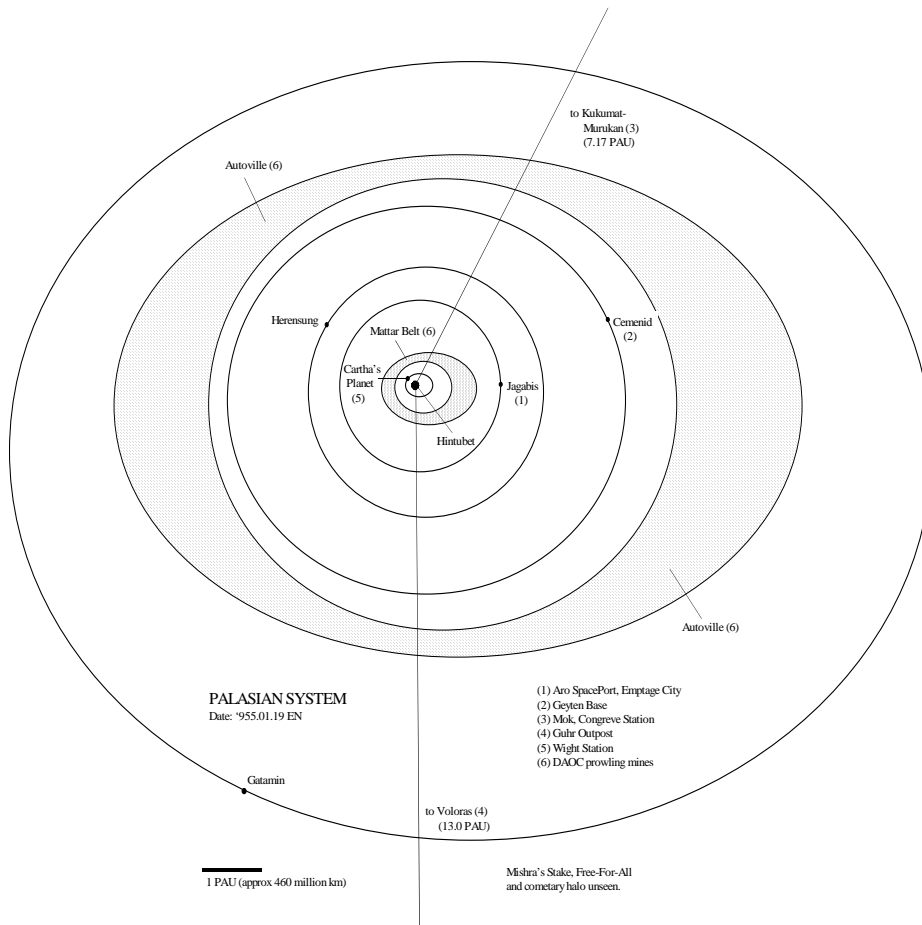 to Kukumat-
Murukan (3)
(7.17 PAU)
Autoville (6)
Herensung
Mattar Belt (6)
Cemenid
(2)
Cartha's
Planet
(5)
Jagabis
(1)
Hintubet
Autoville (6)
PALASIAN SYSTEM
Date: ‘955.01.19 EN
(1) Aro SpacePort, Emptage City
(2) Geyten Base
(3) Mok, Congreve Station
(4) Guhr Outpost
(5) Wight Station
(6) DAOC prowling mines
Gatamin
to Voloras (4)
(13.0 PAU)
1 PAU (approx 460 million km)
Mishra's Stake, Free-For-All
and cometary halo unseen.